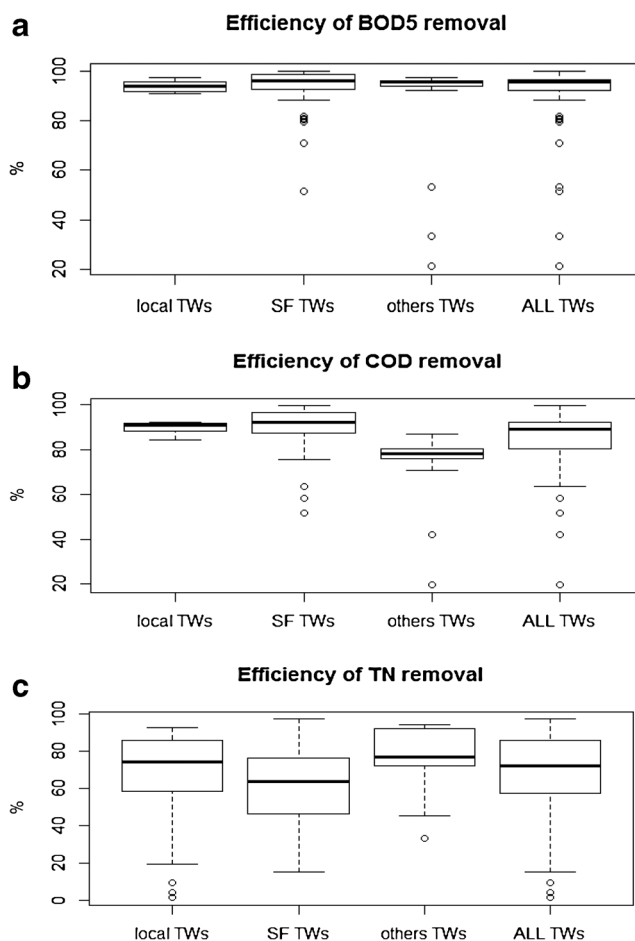 a
Efficiency of BOD5 removal
100
80
60
40
20
%
local TWs SF TWs others TWs ALL TWs
b
Efficiency of COD removal
100
80
60
40
20
%
local TWs SF TWs others TWs ALL TWs
c
Efficiency of TN removal
100
80
60
40
20
0
%
local TWs SF TWs others TWs ALL TWs